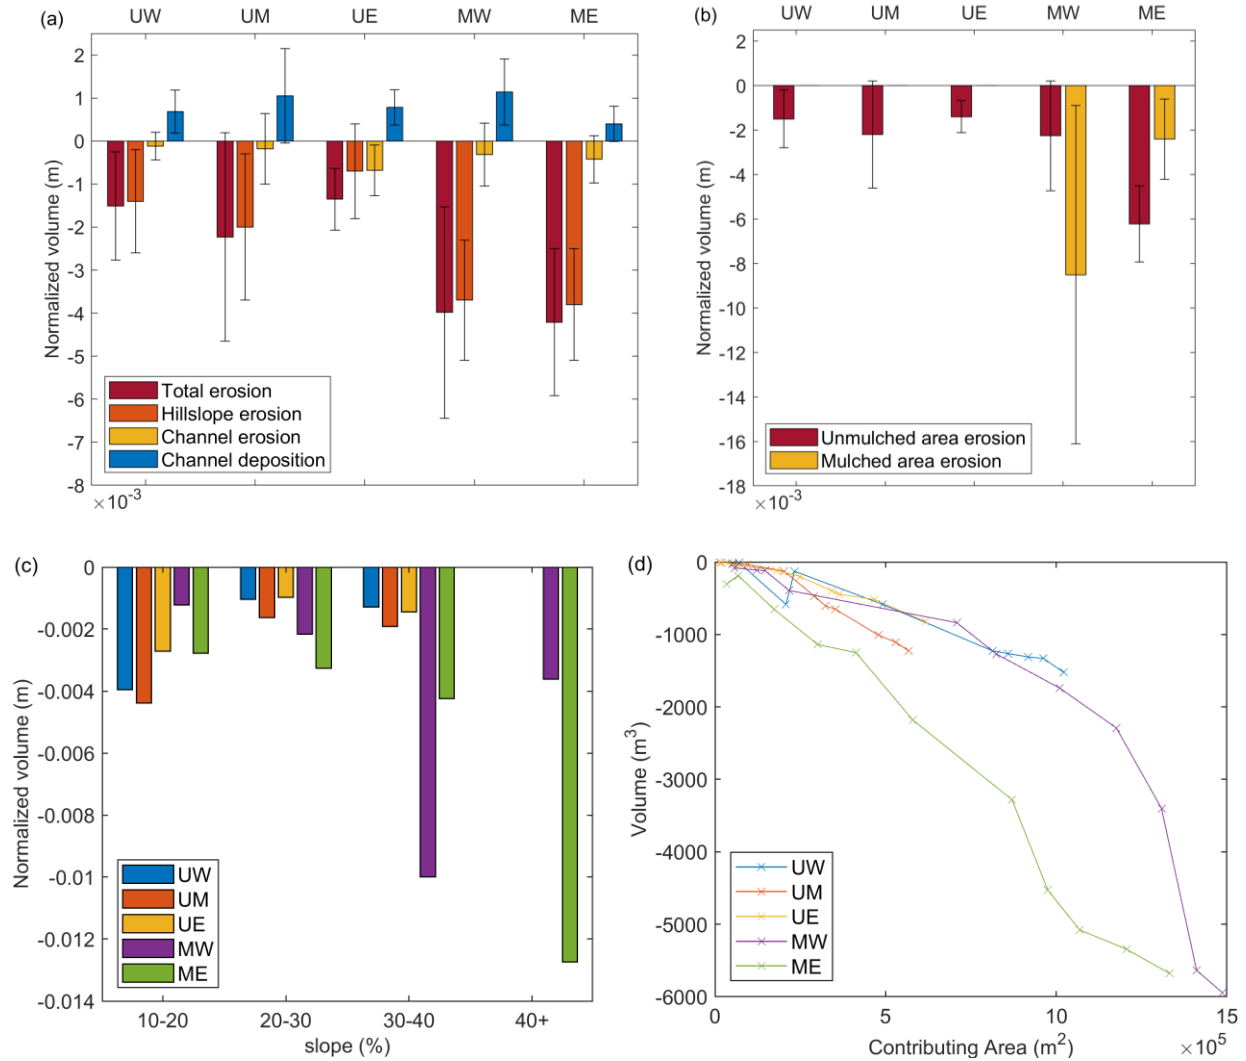 (a)
UW UM UE MW ME
2
1
0
-1
-2
-3
-4
-5
-6
-7
-8
×10⁻³
Normalized volume (m)
Total erosion
Hillslope erosion
Channel erosion
Channel deposition
(b)
UW UM UE MW ME
2
0
-2
-4
-6
-8
-10
-12
-14
-16
-18
×10⁻³
Normalized volume (m)
Unmulched area erosion
Mulched area erosion
(c)
0
-0.002
-0.004
-0.006
-0.008
-0.01
-0.012
-0.014
Normalized volume (m)
UW
UM
UE
MW
ME
10-20 20-30 30-40 40+
slope (%)
(d)
0
-1000
-2000
-3000
-4000
-5000
-6000
Volume (m³)
UW
UM
UE
MW
ME
0 5 10 15
Contributing Area (m²)
×10⁵